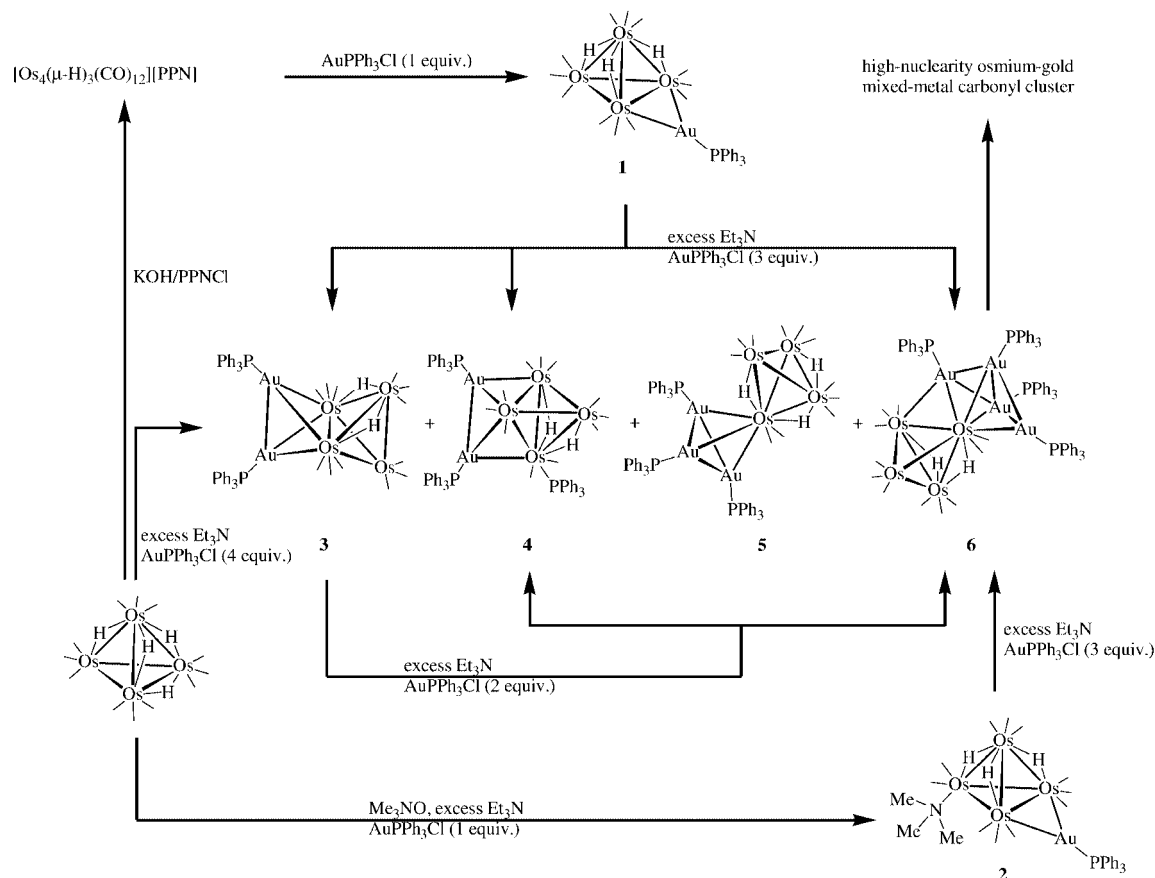 [Os4(μ-H)3(CO)12][PPN]
AuPPh3Cl (1 equiv.)
Os
H
H
H
Os
Os
Os
Au
PPh3
1
high-nuclearity osmium-gold
mixed-metal carbonyl cluster
excess Et3N
AuPPh3Cl (3 equiv.)
KOH/PPNCl
Ph3P
Au
Os
H
Os
H
Au
Os
Os
Ph3P
3
+
Ph3P
Au
Os
Os
Os
H
H
Au
Os
Ph3P
PPh3
4
+
Os
Os
H
H
H
Os
Ph3P
Au
Os
H
Au
Ph3P
Au
PPh3
5
+
PPh3
Ph3P
Au
Au
PPh3
Au
Os
Os
Au
PPh3
H
H
Os
Os
6
excess Et3N
AuPPh3Cl (4 equiv.)
Os
H
H
H
Os
Os
Os
H
excess Et3N
AuPPh3Cl (2 equiv.)
excess Et3N
AuPPh3Cl (3 equiv.)
Me3NO, excess Et3N
AuPPh3Cl (1 equiv.)
Os
H
H
H
Os
Os
Me
N
Me
Me
Os
Au
PPh3
2